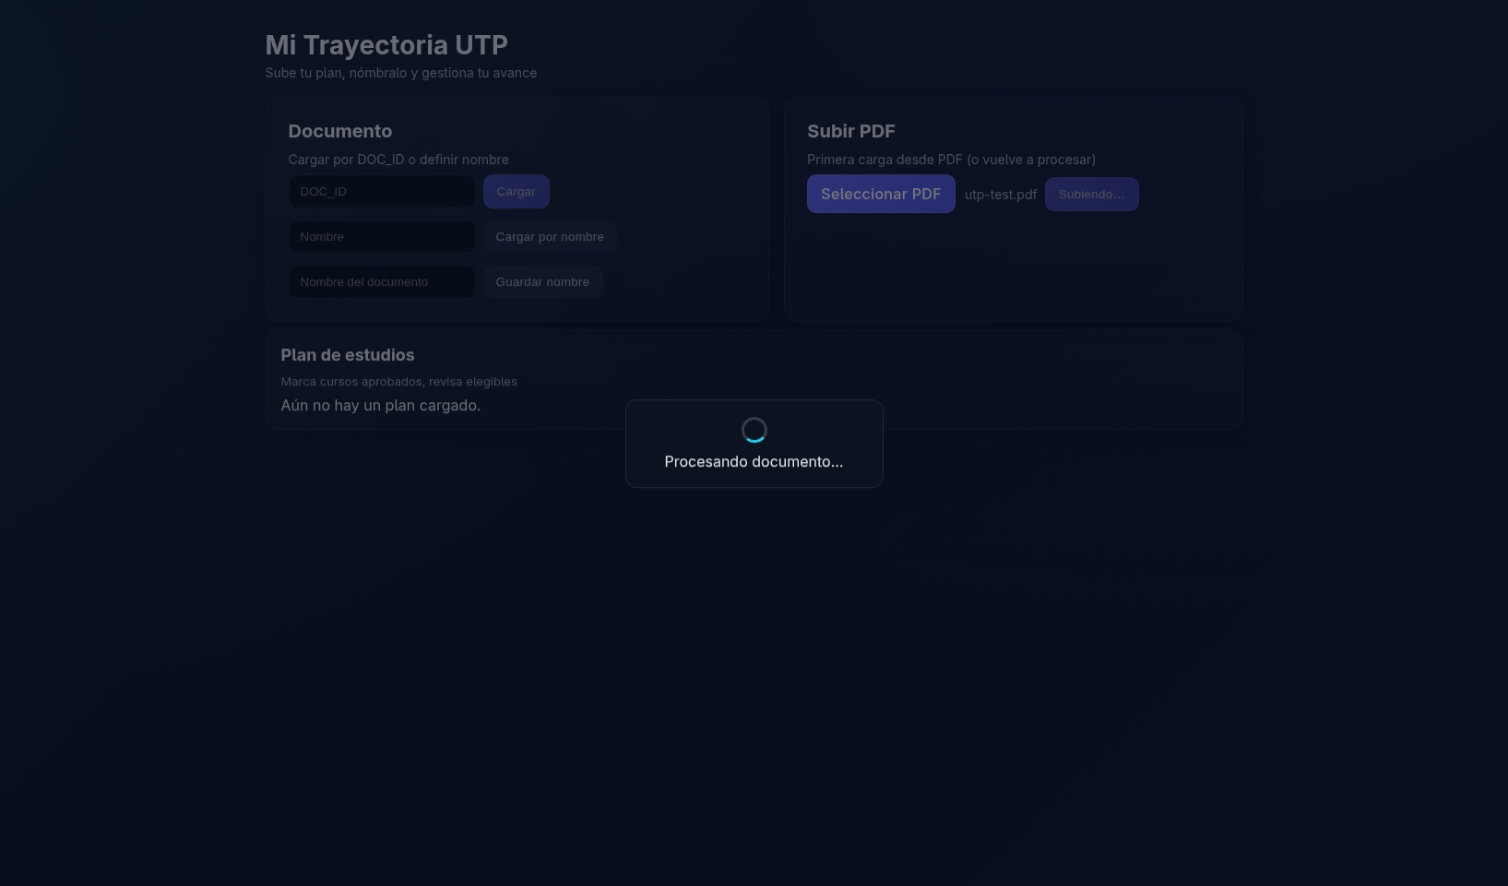 Mi Trayectoria UTP
Sube tu plan, nómbralo y gestiona tu avance
Documento
Cargar por DOC_ID o definir nombre
DOC_ID
Cargar
Nombre
Cargar por nombre
Nombre del documento
Guardar nombre
Subir PDF
Primera carga desde PDF (o vuelve a procesar)
Seleccionar PDF
utp-test.pdf
Subiendo...
Plan de estudios
Marca cursos aprobados, revisa elegibles
Aún no hay un plan cargado.
Procesando documento...